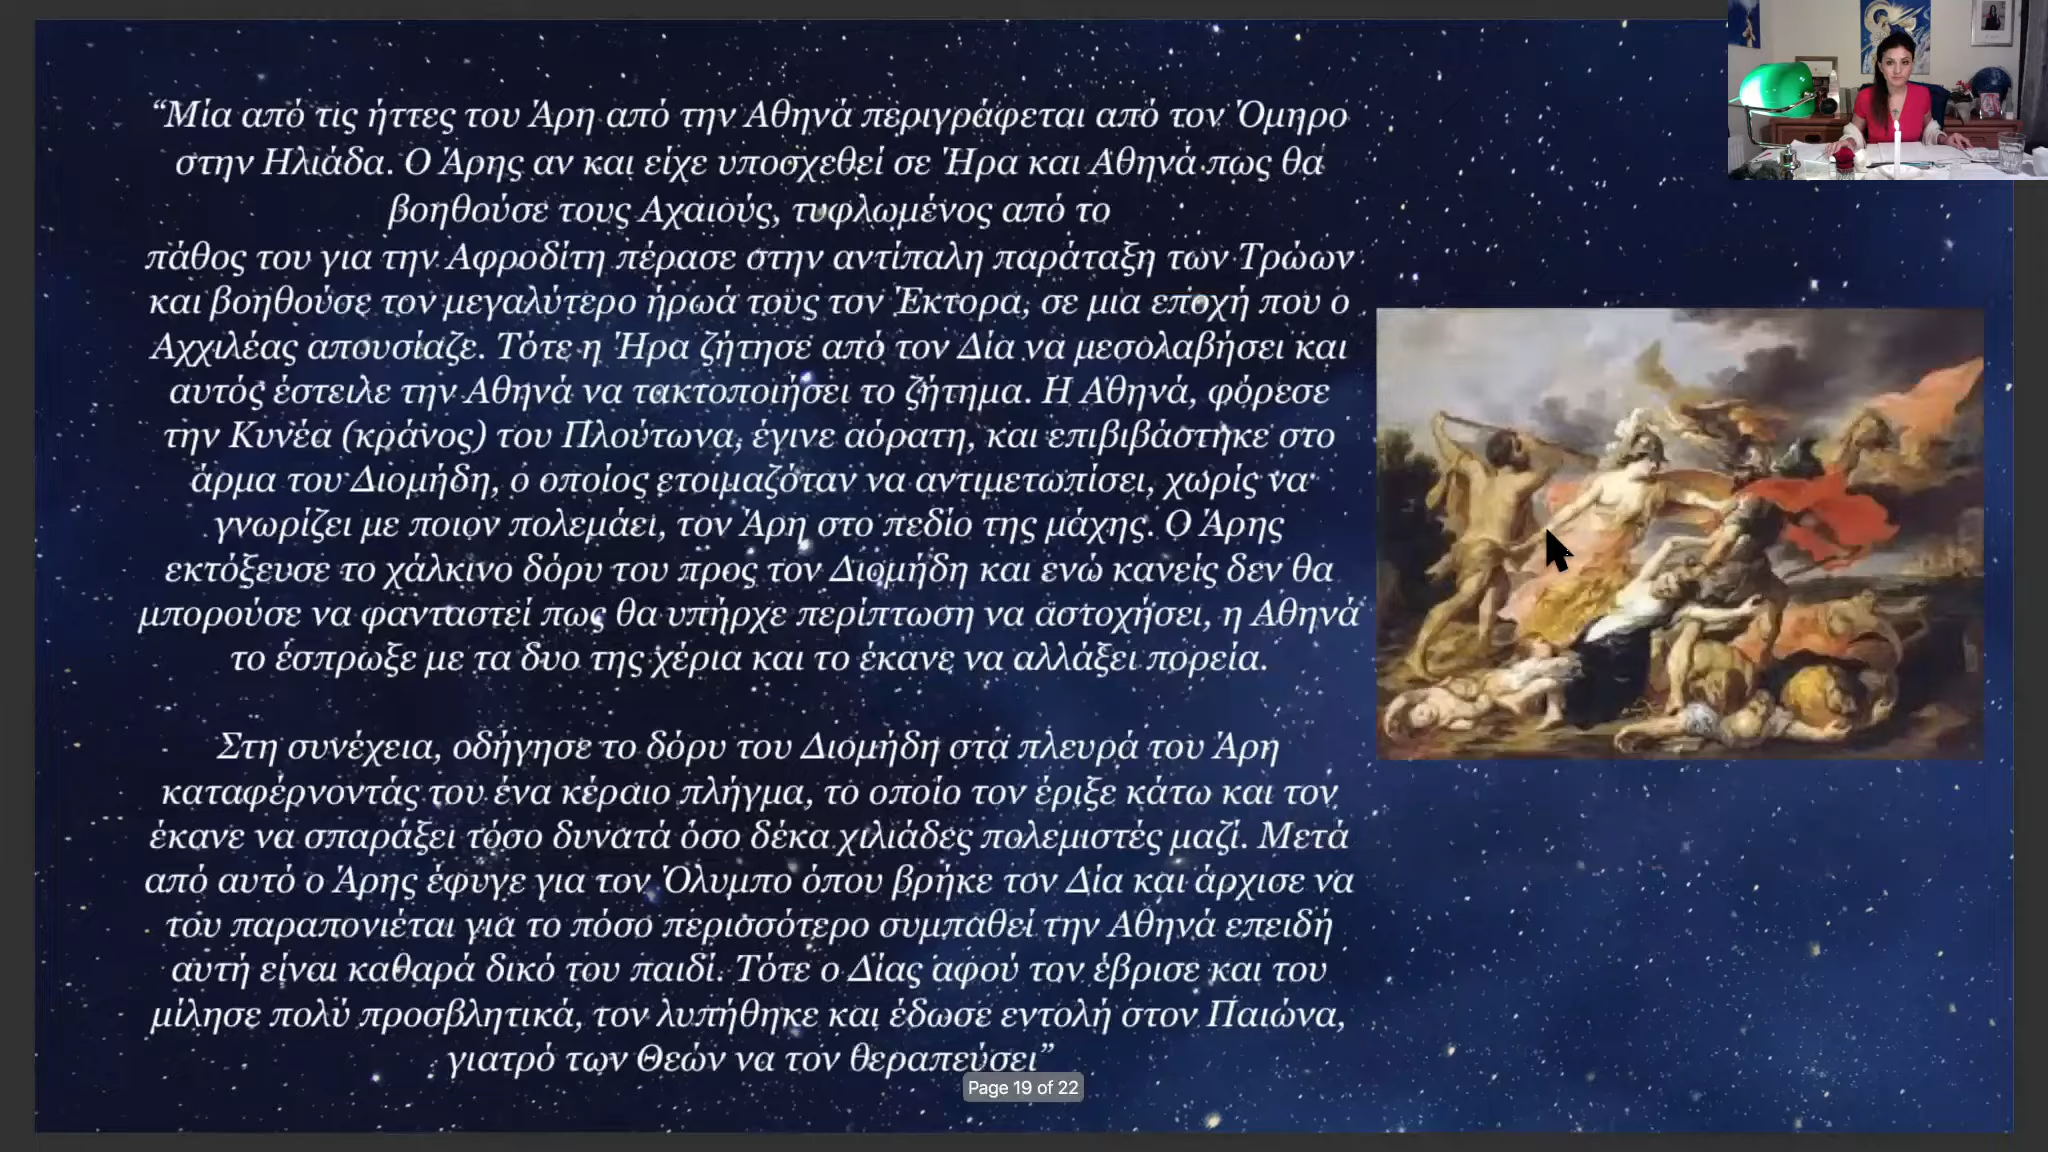 “Μία από τις ήττες του Άρη από την Αθηνά περιγράφεται από τον Όμηρο
στην Ηλιάδα. Ο Άρης αν και είχε υποσχεθεί σε Ήρα και Αθηνά πως θα
βοηθούσε τους Αχαιούς, τυφλωμένος από το
πάθος του για την Αφροδίτη πέρασε στην αντίπαλη παράταξη των Τρώων
και βοηθούσε τον μεγαλύτερο ήρωά τους τον Έκτορα, σε μια εποχή που ο
Αχχιλέας απουσίαζε. Τότε η Ήρα ζήτησε από τον Δία να μεσολαβήσει και
αυτός έστειλε την Αθηνά να τακτοποιήσει το ζήτημα. Η Αθηνά, φόρεσε
την Κυνέα (κράνος) του Πλούτωνα, έγινε αόρατη, και επιβιβάστηκε στο
άρμα του Διομήδη, ο οποίος ετοιμαζόταν να αντιμετωπίσει, χωρίς να
γνωρίζει με ποιον πολεμάει, τον Άρη στο πεδίο της μάχης. Ο Άρης
εκτόξευσε το χάλκινο δόρυ του προς τον Διομήδη και ενώ κανείς δεν θα
μπορούσε να φανταστεί πως θα υπήρχε περίπτωση να αστοχήσει, η Αθηνά
το έσπρωξε με τα δυο της χέρια και το έκανε να αλλάξει πορεία.
Στη συνέχεια, οδήγησε το δόρυ του Διομήδη στα πλευρά του Άρη
καταφέρνοντάς του ένα κέραιο πλήγμα, το οποίο τον έριξε κάτω και τον
έκανε να σπαράξει τόσο δυνατά όσο δέκα χιλιάδες πολεμιστές μαζί. Μετά
από αυτό ο Άρης έφυγε για τον Όλυμπο όπου βρήκε τον Δία και άρχισε να
του παραπονιέται για το πόσο περισσότερο συμπαθεί την Αθηνά επειδή
αυτή είναι καθαρά δικό του παιδί. Τότε ο Δίας αφού τον έβρισε και του
μίλησε πολύ προσβλητικά, τον λυπήθηκε και έδωσε εντολή στον Παιώνα,
γιατρό των Θεών να τον θεραπεύσει”
Page 19 of 22